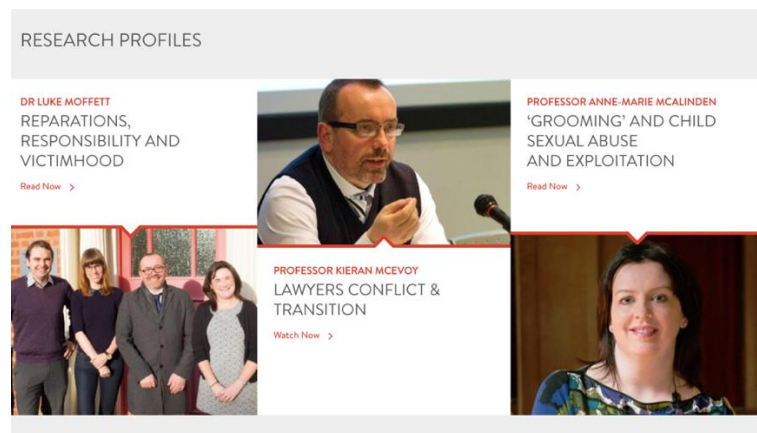 RESEARCH PROFILES
DR LUKE MOFFETT
REPARATIONS,
RESPONSIBILITY AND
VICTIMHOOD
Read Now >
PROFESSOR KIERAN MCEVOY
LAWYERS CONFLICT &
TRANSITION
Watch Now >
PROFESSOR ANNE-MARIE MCALINDEN
‘GROOMING’ AND CHILD
SEXUAL ABUSE
AND EXPLOITATION
Read Now >